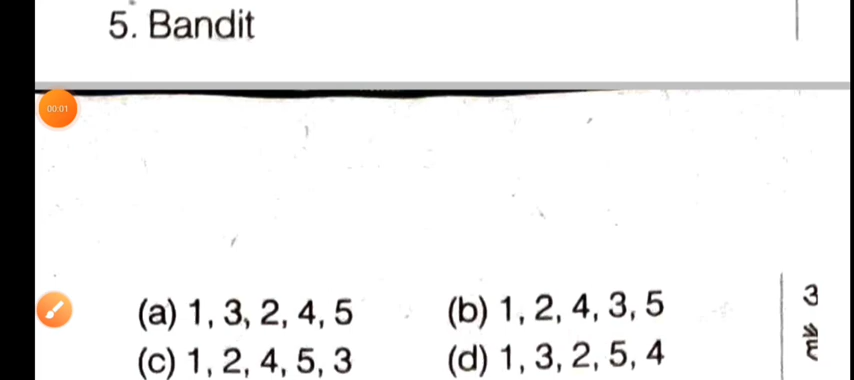 5. Bandit
00:01
(a) 1, 3, 2, 4, 5 (b) 1, 2, 4, 3, 5
(c) 1, 2, 4, 5, 3 (d) 1, 3, 2, 5, 4